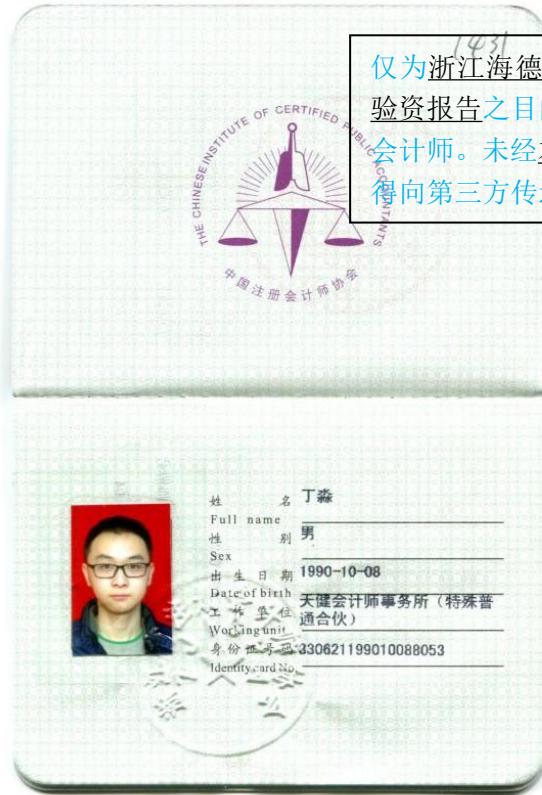 (43)
仅为浙江海德
验资报告之目
会计师。未经
得向第三方传
THE CHINESE INSTITUTE OF CERTIFIED PUBLIC ACCOUNTANTS
中国注册会计师协会
姓 名 丁淼
Full name
性 别 男
Sex
出生日期 1990-10-08
Date of birth
工作单位 天健会计师事务所（特殊普
通合伙）
Working unit
身份证号码 330621199010088053
Identity card No.